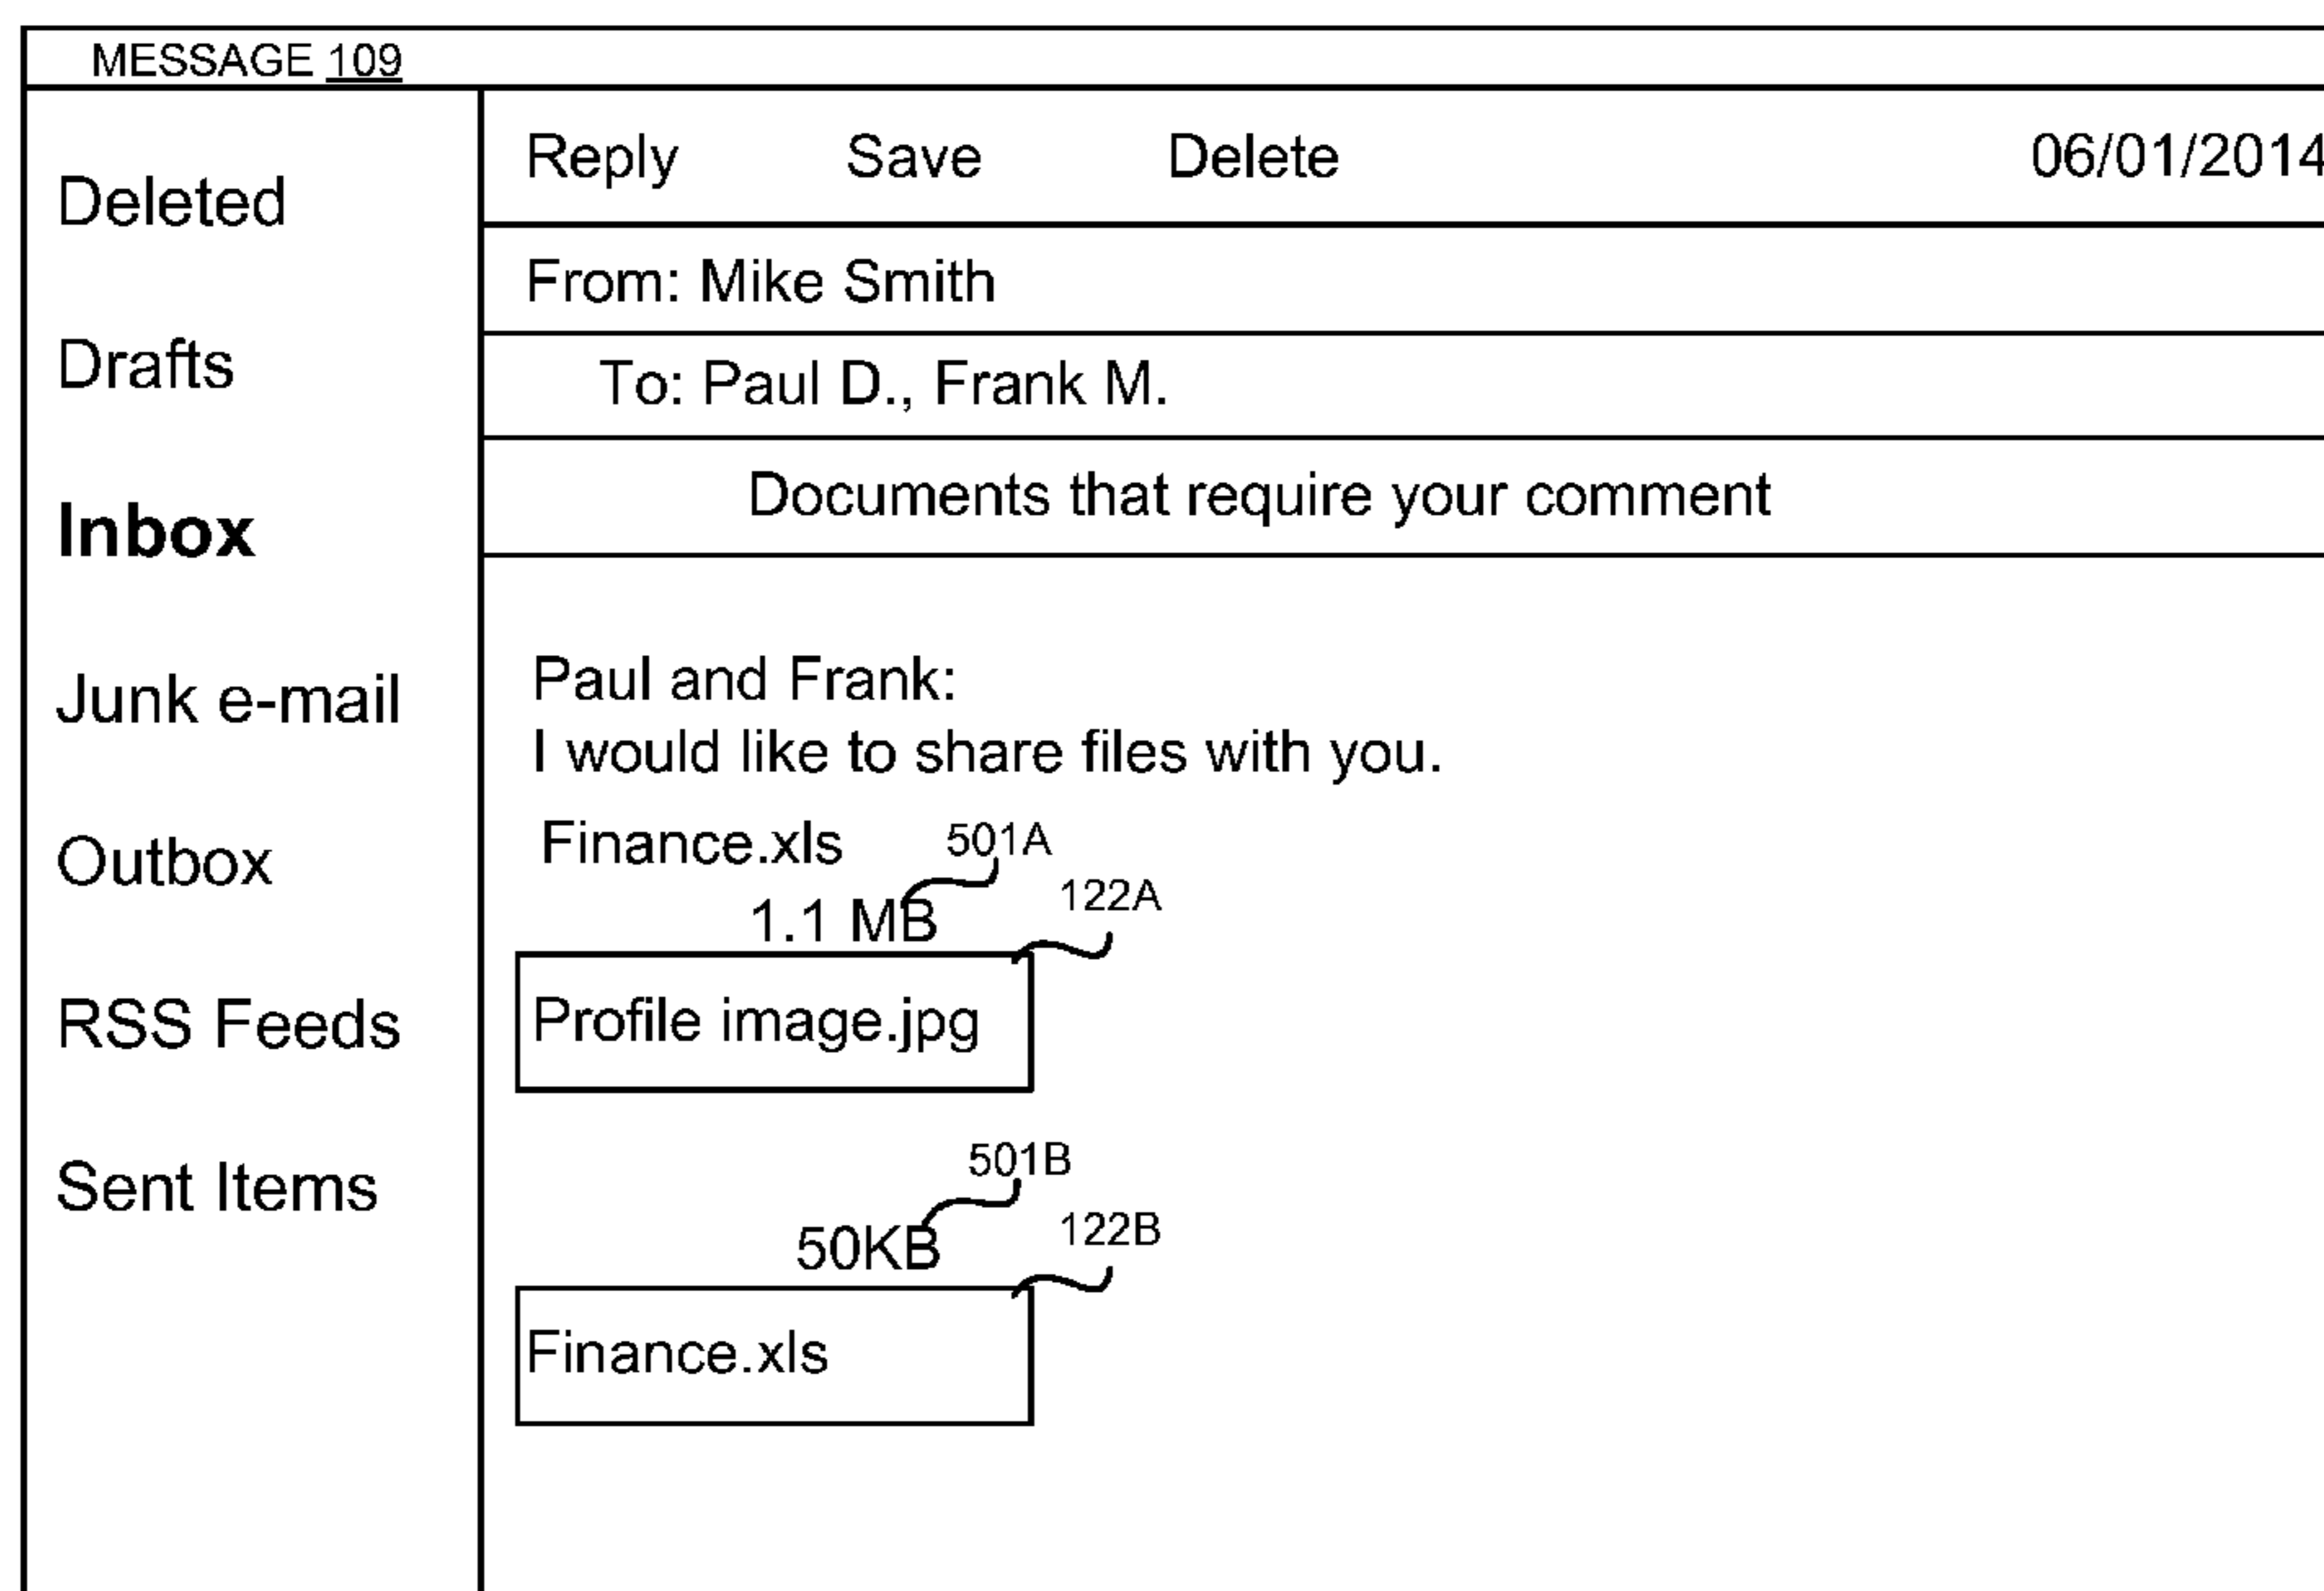 MESSAGE 109
Deleted
Drafts
Inbox
Junk e-mail
Outbox
RSS Feeds
Sent Items
Reply Save Delete 06/01/2014
From: Mike Smith
To: Paul D., Frank M.
Documents that require your comment
Paul and Frank:
I would like to share files with you.
Finance.xls 501A
1.1 MB 122A
Profile image.jpg
501B
50KB 122B
Finance.xls